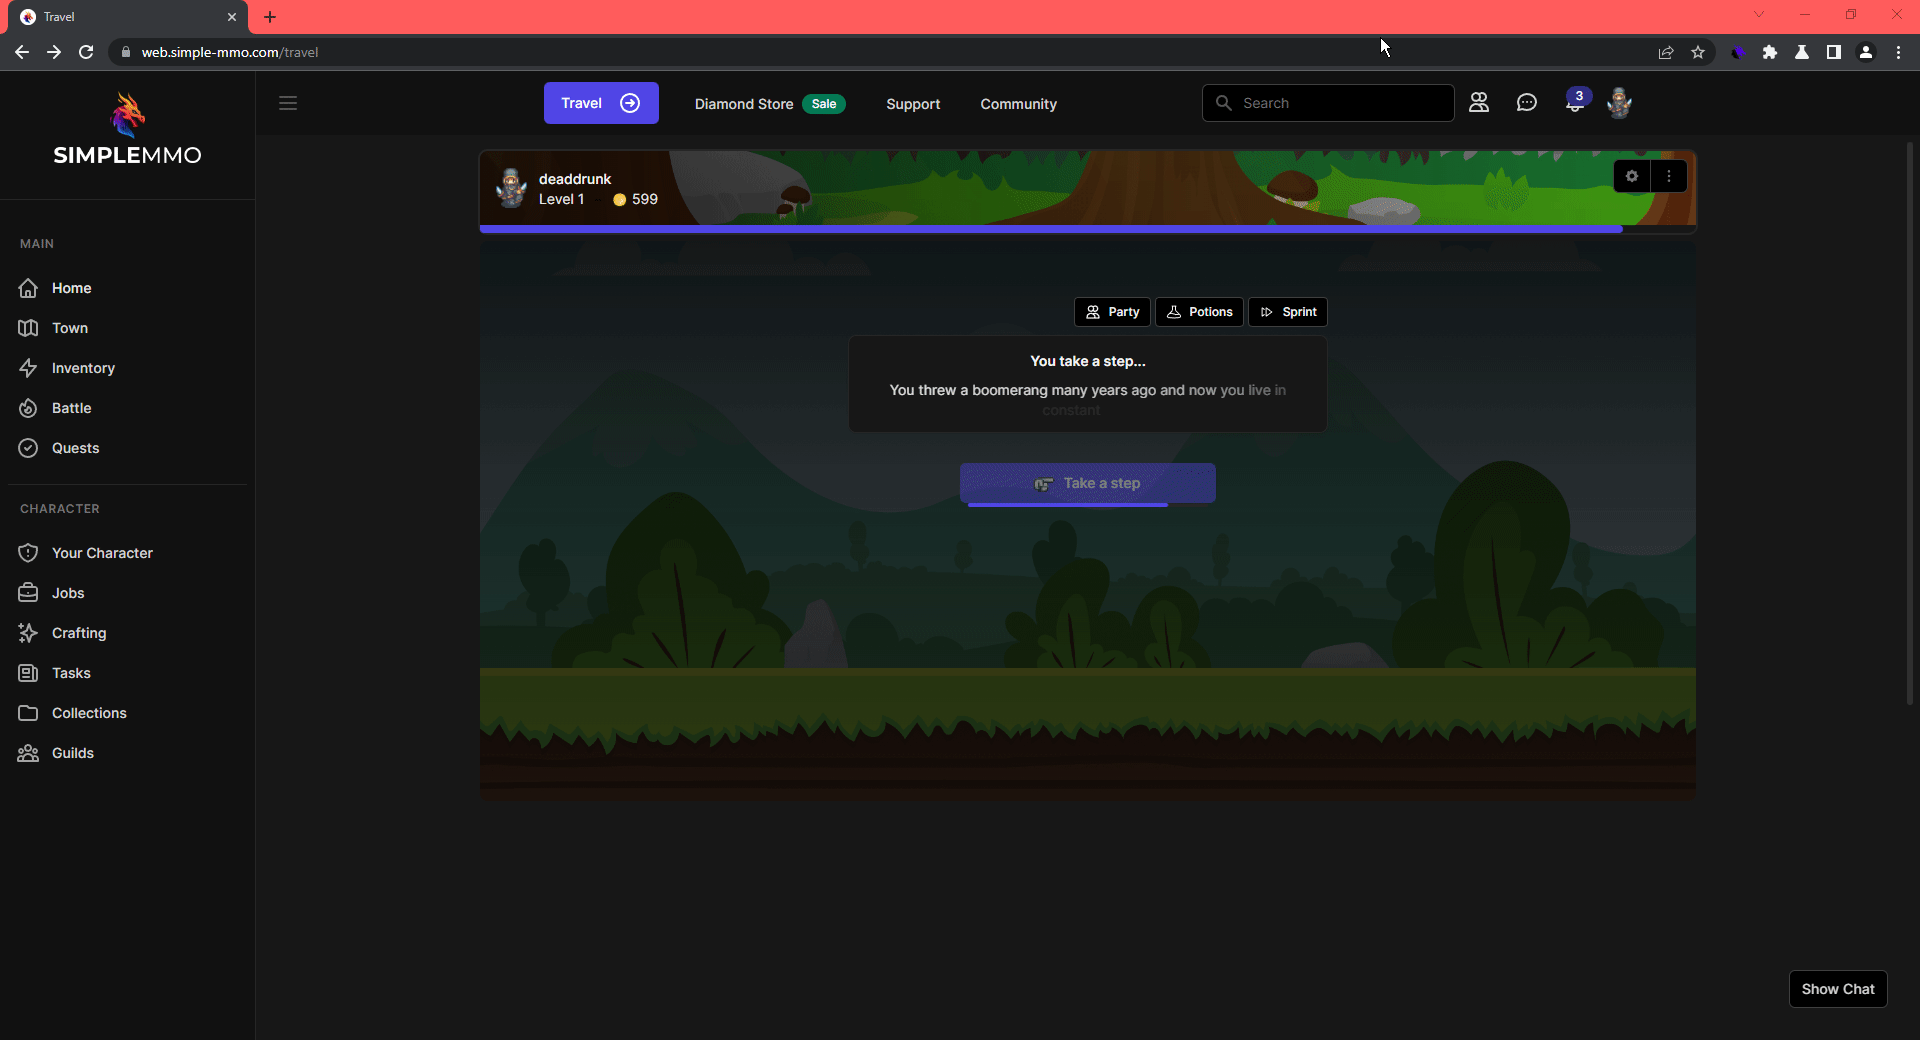 Travel
web.simple-mmo.com/travel
SIMPLEMMO
Travel
Diamond Store Sale
Support
Community
Search
3
deaddrunk
Level 1 599
MAIN
Home
Town
Inventory
Battle
Quests
CHARACTER
Your Character
Jobs
Crafting
Tasks
Collections
Guilds
Party
Potions
Sprint
You take a step...
You threw a boomerang many years ago and now you live in
constant
Take a step
Show Chat